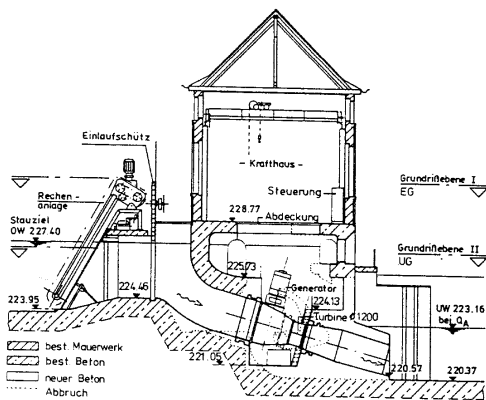 Einlaufschütz
- Krafthaus -
Steuerung
Grundrißebene I
EG
Rechen-
anlage
Stauziel
OW 227.40
228.77
Abdeckung
Grundrißebene II
UG
225.73
Generator
224.46
224.13
223.95
Turbine ∅1200
UW 223.16
bei QA
221.05
220.57
220.37
best. Mauerwerk
best. Beton
neuer Beton
Abbruch